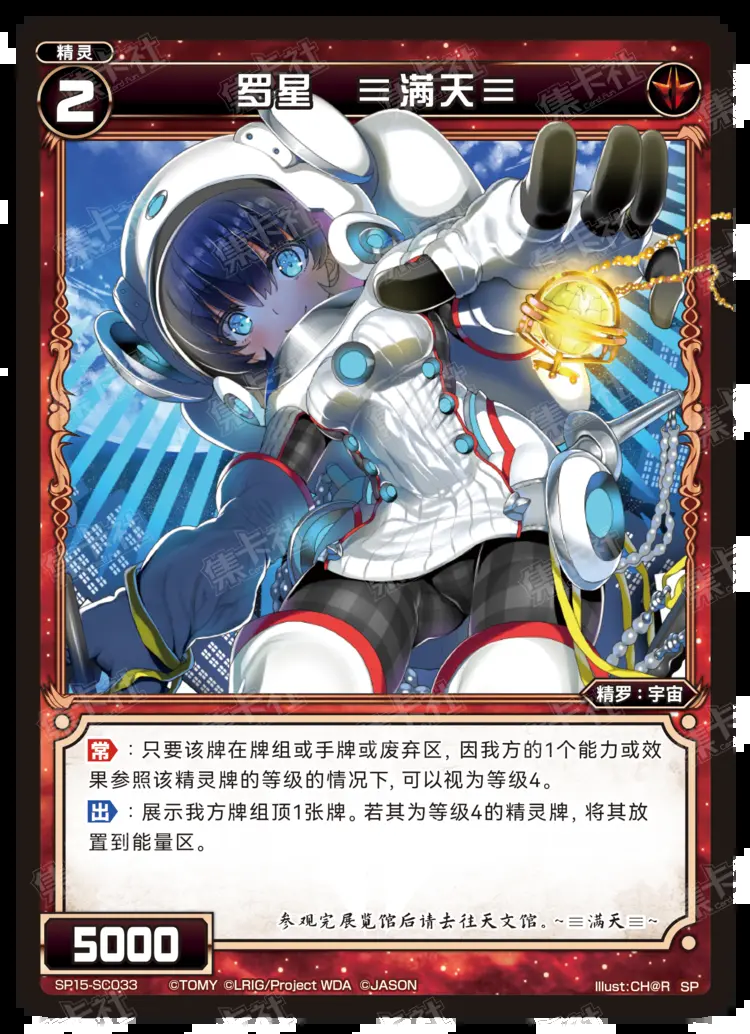 精灵
2
罗星 ≡满天≡
精罗：宇宙
常：只要该牌在牌组或手牌或废弃区，因我方的1个能力或效
果参照该精灵牌的等级的情况下，可以视为等级4。
出：展示我方牌组顶1张牌。若其为等级4的精灵牌，将其放
置到能量区。
参观完展览馆后请去往天文馆。~≡满天≡~
5000
SP15-SC033 ©TOMY ©LRIG/Project WDA ©JASON Illust:CH@R SP
集卡社